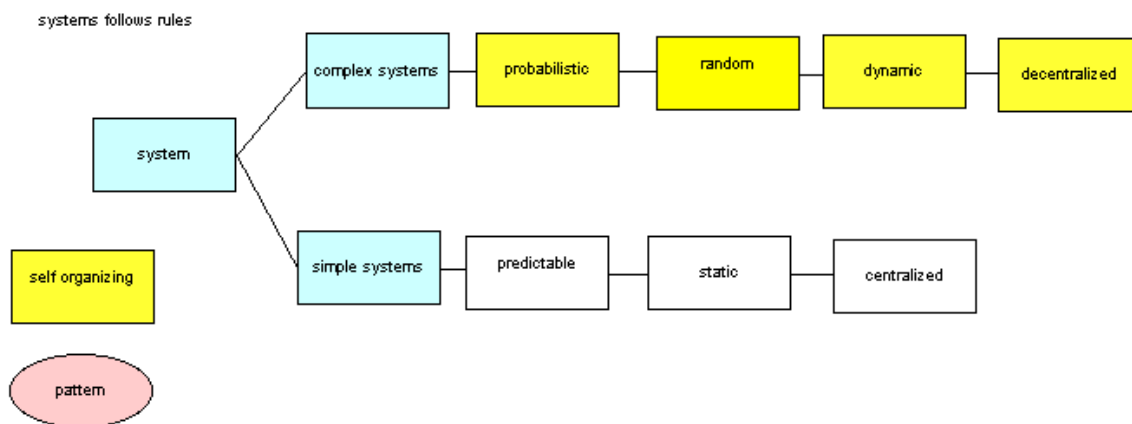 systems follows rules
complex systems
probabilistic
random
dynamic
decentralized
system
simple systems
predictable
static
centralized
self organizing
pattern